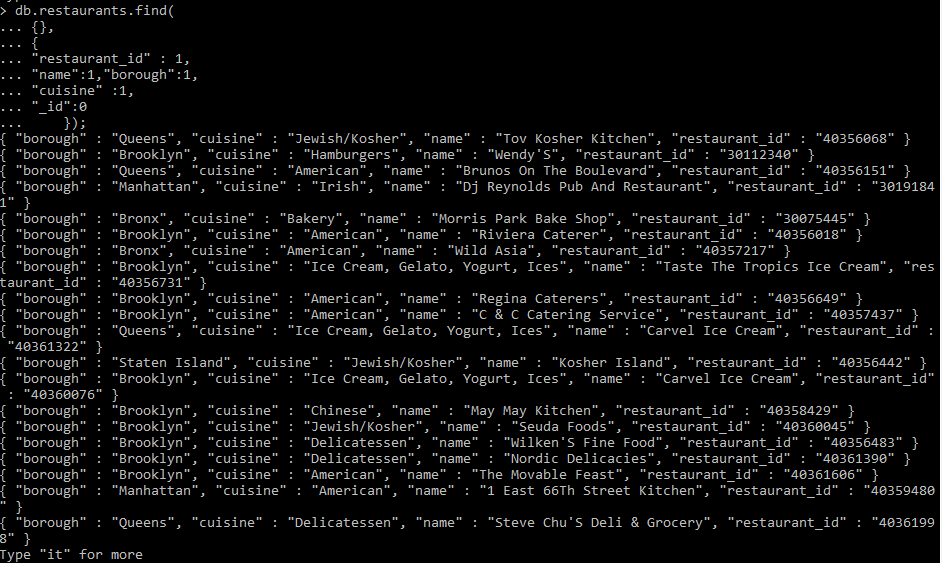 > db.restaurants.find(
... {},
... {
... "restaurant_id" : 1,
... "name":1,"borough":1,
... "cuisine" :1,
... "_id":0
...     });
{ "borough" : "Queens", "cuisine" : "Jewish/Kosher", "name" : "Tov Kosher Kitchen", "restaurant_id" : "40356068" }
{ "borough" : "Brooklyn", "cuisine" : "Hamburgers", "name" : "Wendy'S", "restaurant_id" : "30112340" }
{ "borough" : "Queens", "cuisine" : "American", "name" : "Brunos On The Boulevard", "restaurant_id" : "40356151" }
{ "borough" : "Manhattan", "cuisine" : "Irish", "name" : "Dj Reynolds Pub And Restaurant", "restaurant_id" : "3019184
1" }
{ "borough" : "Bronx", "cuisine" : "Bakery", "name" : "Morris Park Bake Shop", "restaurant_id" : "30075445" }
{ "borough" : "Brooklyn", "cuisine" : "American", "name" : "Riviera Caterer", "restaurant_id" : "40356018" }
{ "borough" : "Bronx", "cuisine" : "American", "name" : "Wild Asia", "restaurant_id" : "40357217" }
{ "borough" : "Brooklyn", "cuisine" : "Ice Cream, Gelato, Yogurt, Ices", "name" : "Taste The Tropics Ice Cream", "res
taurant_id" : "40356731" }
{ "borough" : "Brooklyn", "cuisine" : "American", "name" : "Regina Caterers", "restaurant_id" : "40356649" }
{ "borough" : "Brooklyn", "cuisine" : "American", "name" : "C & C Catering Service", "restaurant_id" : "40357437" }
{ "borough" : "Queens", "cuisine" : "Ice Cream, Gelato, Yogurt, Ices", "name" : "Carvel Ice Cream", "restaurant_id" :
 "40361322" }
{ "borough" : "Staten Island", "cuisine" : "Jewish/Kosher", "name" : "Kosher Island", "restaurant_id" : "40356442" }
{ "borough" : "Brooklyn", "cuisine" : "Ice Cream, Gelato, Yogurt, Ices", "name" : "Carvel Ice Cream", "restaurant_id"
 : "40360076" }
{ "borough" : "Brooklyn", "cuisine" : "Chinese", "name" : "May May Kitchen", "restaurant_id" : "40358429" }
{ "borough" : "Brooklyn", "cuisine" : "Jewish/Kosher", "name" : "Seuda Foods", "restaurant_id" : "40360045" }
{ "borough" : "Brooklyn", "cuisine" : "Delicatessen", "name" : "Wilken'S Fine Food", "restaurant_id" : "40356483" }
{ "borough" : "Brooklyn", "cuisine" : "Delicatessen", "name" : "Nordic Delicacies", "restaurant_id" : "40361390" }
{ "borough" : "Brooklyn", "cuisine" : "American", "name" : "The Movable Feast", "restaurant_id" : "40361606" }
{ "borough" : "Manhattan", "cuisine" : "American", "name" : "1 East 66Th Street Kitchen", "restaurant_id" : "40359480
" }
{ "borough" : "Queens", "cuisine" : "Delicatessen", "name" : "Steve Chu'S Deli & Grocery", "restaurant_id" : "4036199
8" }
Type "it" for more